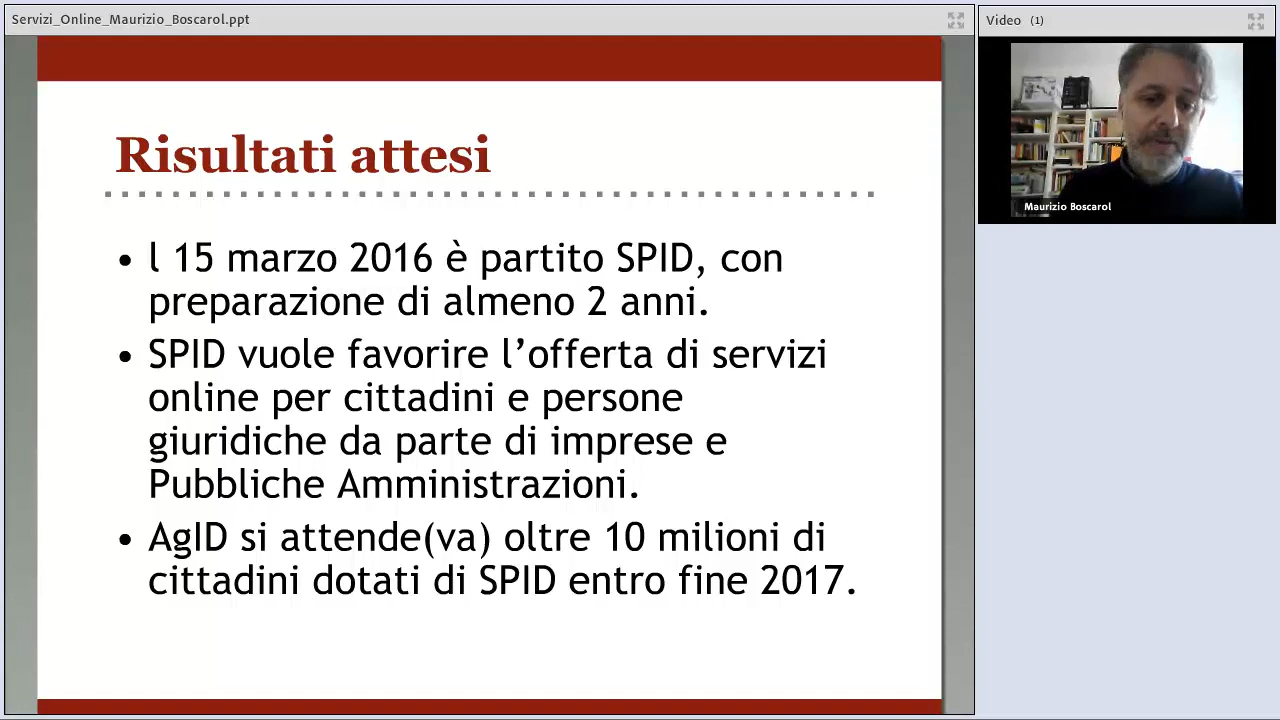 Servizi_Online_Maurizio_Boscarol.ppt
Video (1)
Risultati attesi
• l 15 marzo 2016 è partito SPID, con
preparazione di almeno 2 anni.
• SPID vuole favorire l’offerta di servizi
online per cittadini e persone
giuridiche da parte di imprese e
Pubbliche Amministrazioni.
• AgID si attende(va) oltre 10 milioni di
cittadini dotati di SPID entro fine 2017.
Maurizio Boscarol